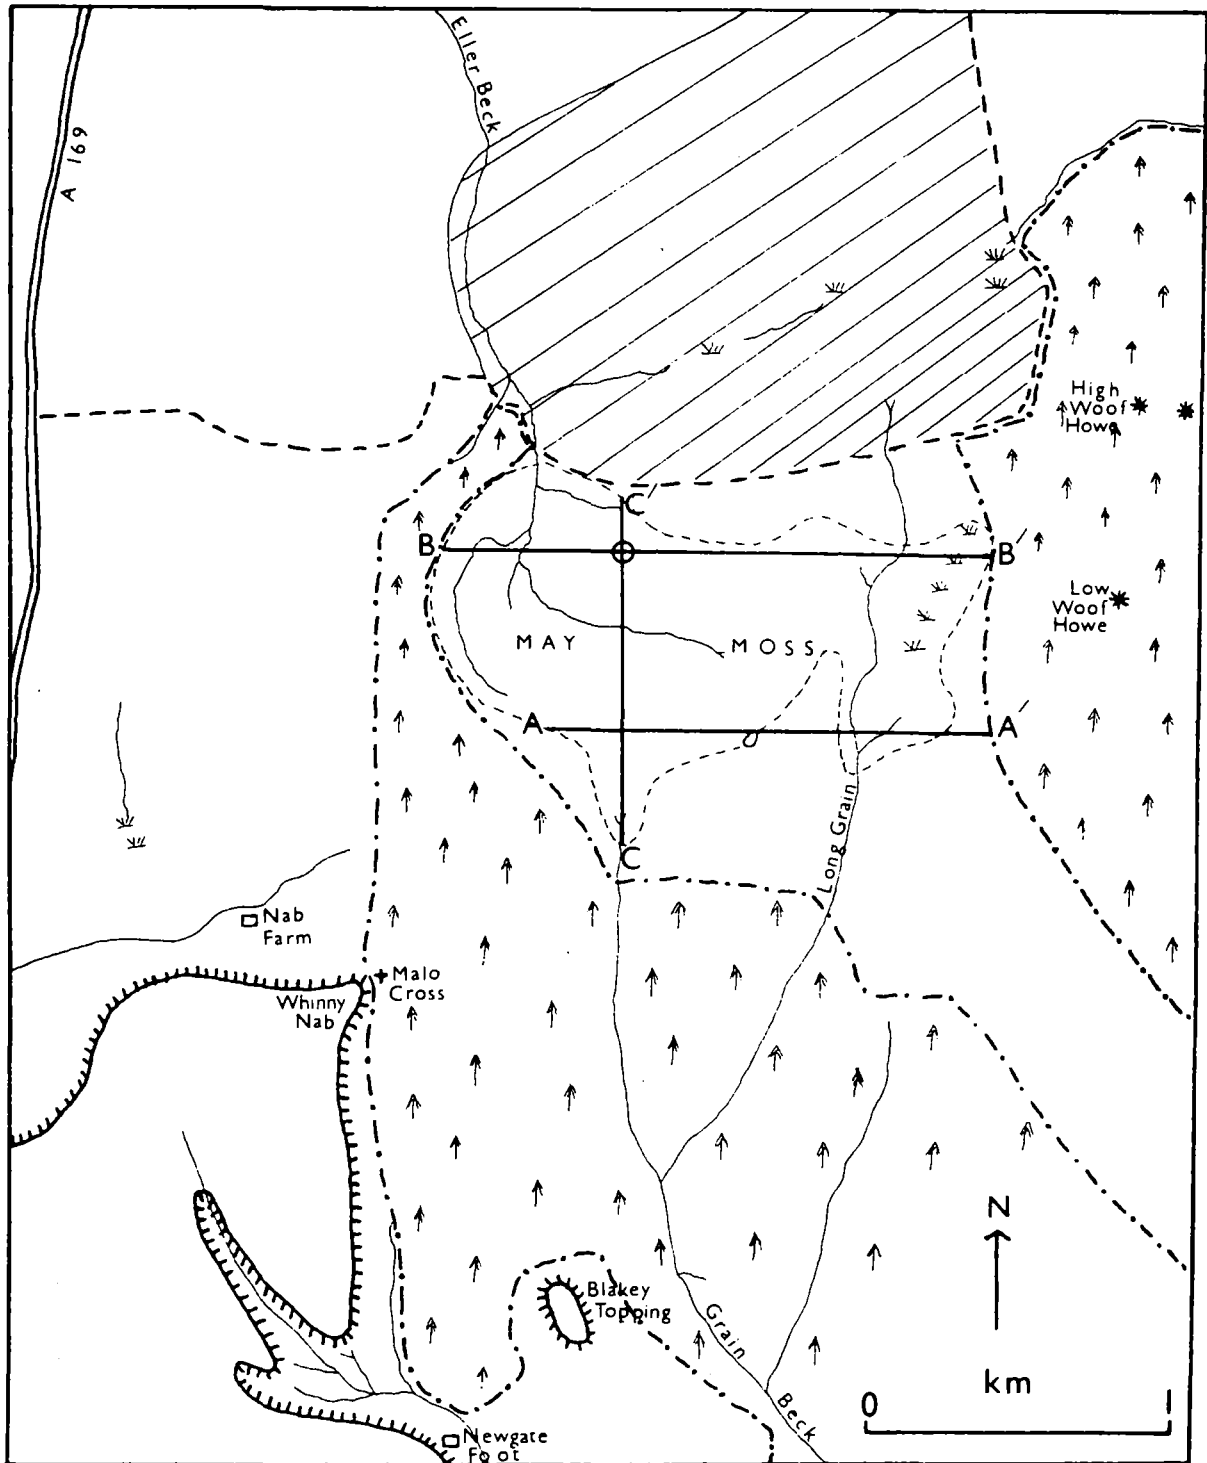 Eller Beck
A 169
High
Woof
Howe
C'
B
B'
Low
Woof
Howe
MAY MOSS
A
A'
C
Long Grain
Nab
Farm
Malo
Cross
Whinny
Nab
N
Blakey
Topping
Grain Beck
km
0 1
Newgate
Foot